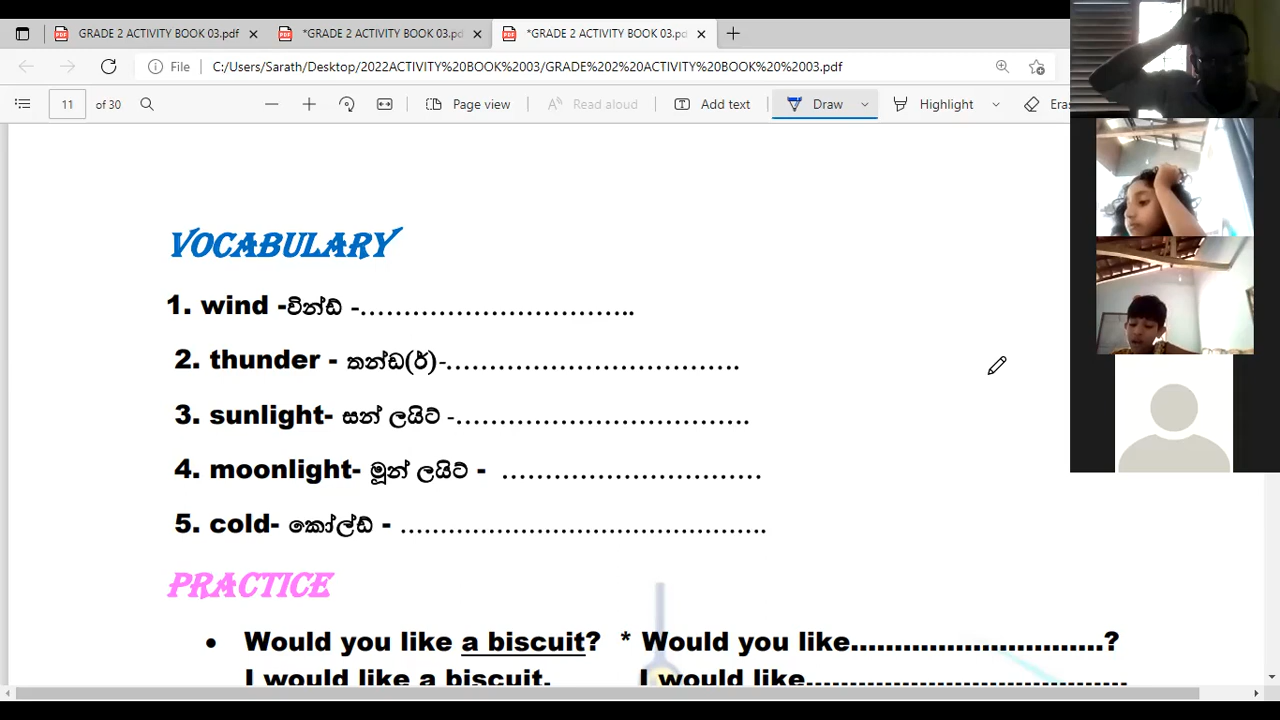 GRADE 2 ACTIVITY BOOK 03.pdf *GRADE 2 ACTIVITY BOOK 03.pd *GRADE 2 ACTIVITY BOOK 03.pd
File C:/Users/Sarath/Desktop/2022ACTIVITY%20BOOK%2003/GRADE%202%20ACTIVITY%20BOOK%20%2003.pdf
11 of 30 Page view Read aloud Add text Draw Highlight Eras
VOCABULARY
1. wind -වින්ඩ් -……………………………..
2. thunder - තන්ඩ(ර්)-…………………………….
3. sunlight- සන් ලයිට් -…………………………….
4. moonlight- මූන් ලයිට් - …………………………
5. cold- කෝල්ඩ් - …………………………………….
PRACTICE
• Would you like a biscuit? * Would you like.............................?
I would like a biscuit. I would like....................................